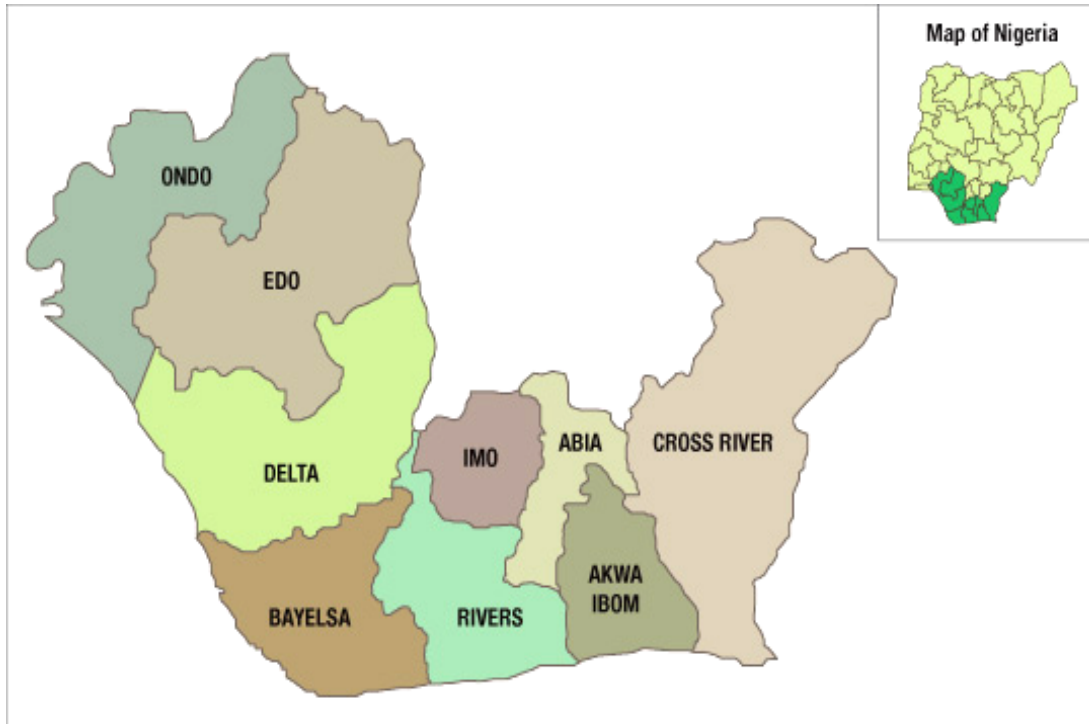 Map of Nigeria
ONDO
EDO
DELTA
IMO
ABIA
CROSS RIVER
BAYELSA
RIVERS
AKWA
IBOM